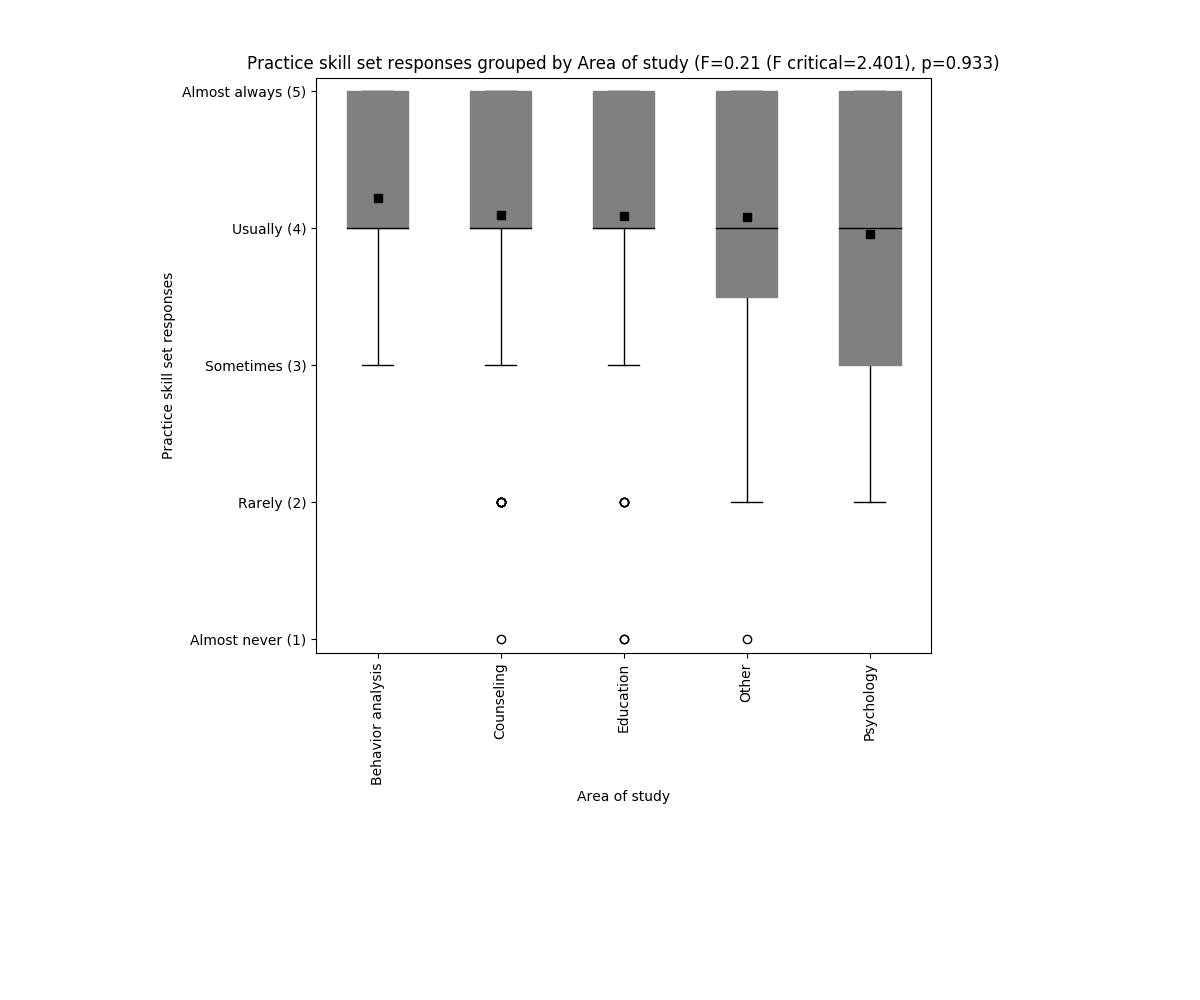 Practice skill set responses grouped by Area of study (F=0.21 (F critical=2.401), p=0.933)
Almost always (5)
Usually (4)
Sometimes (3)
Rarely (2)
Almost never (1)
Practice skill set responses
Behavior analysis
Counseling
Education
Other
Psychology
Area of study